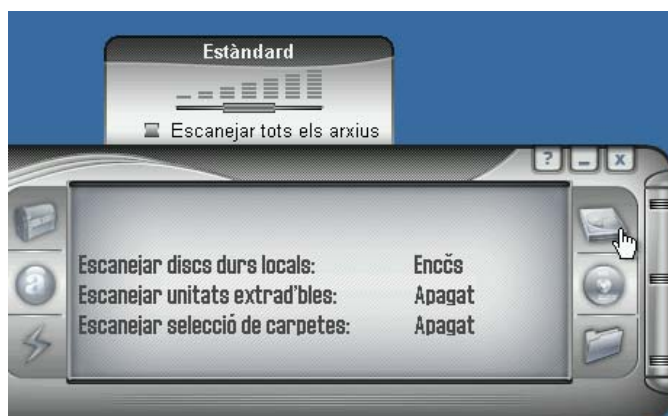 Estàndard
Escanejar tots els arxius
? _ x
a
Escanejar discs durs locals: Encčs
Escanejar unitats extrad'bles: Apagat
Escanejar selecció de carpetes: Apagat